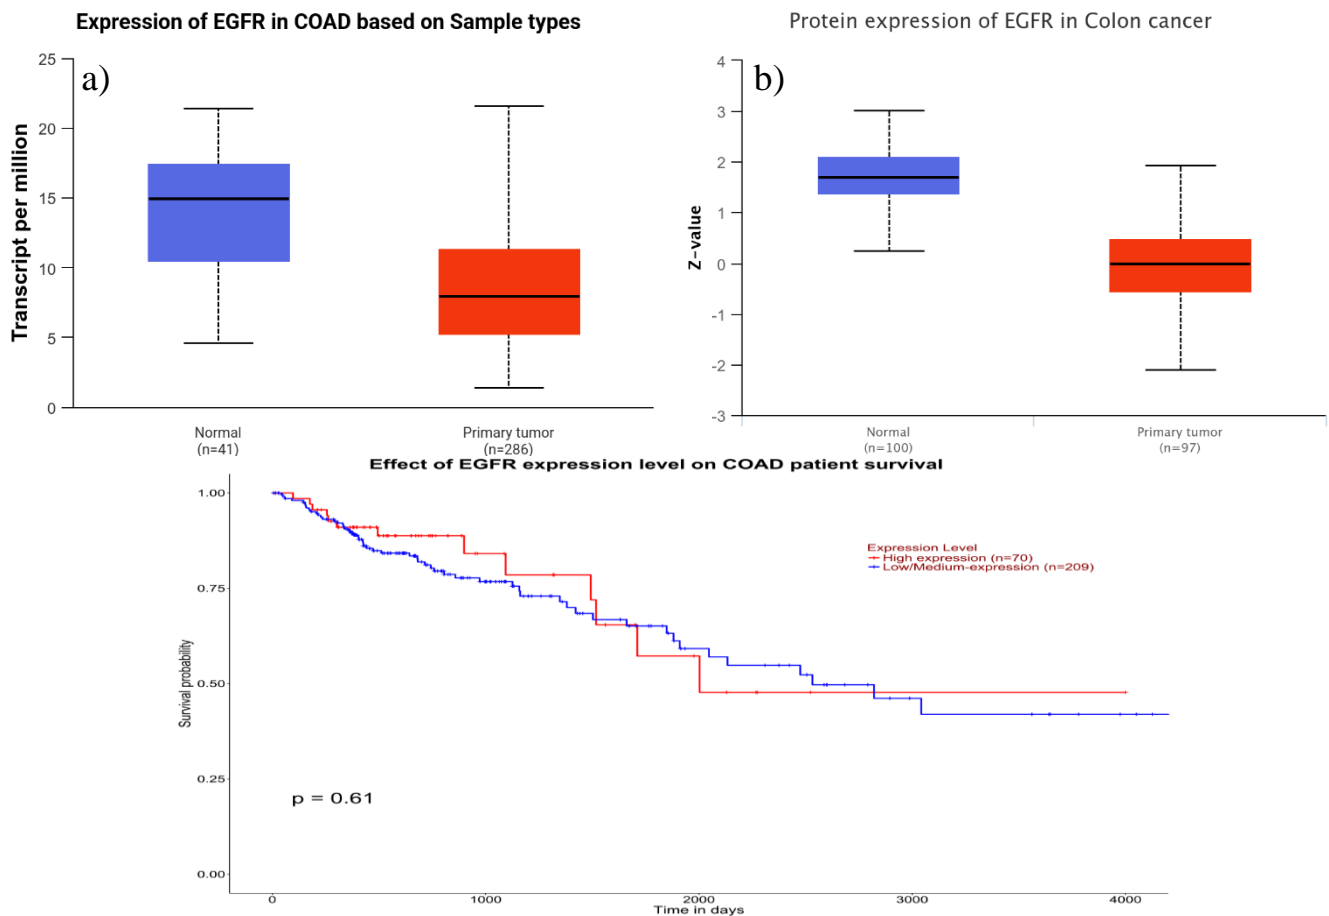 Expression of EGFR in COAD based on Sample types
a)
Transcript per million
25
20
15
10
5
0
Normal
(n=41)
Primary tumor
(n=286)
Protein expression of EGFR in Colon cancer
b)
Z-value
4
3
2
1
0
-1
-2
-3
Normal
(n=100)
Primary tumor
(n=97)
Effect of EGFR expression level on COAD patient survival
Survival probability
1.00
0.75
0.50
0.25
0.00
Expression Level
High expression (n=70)
Low/Medium-expression (n=209)
p = 0.61
0
1000
2000
3000
4000
Time in days